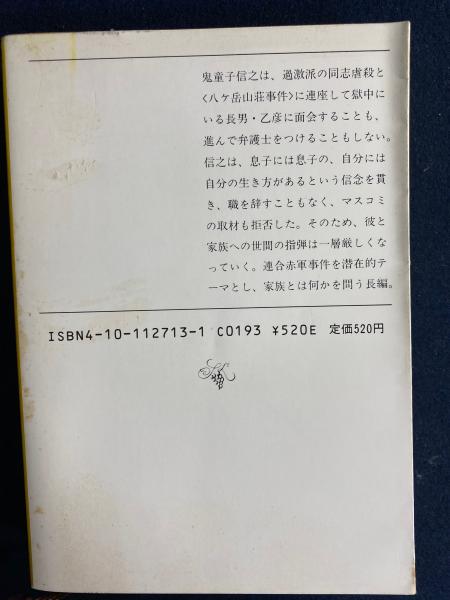 鬼童子信之は、過激派の同志虐殺と
〈八ケ岳山荘事件〉に連座して獄中に
いる長男・乙彦に面会することも、
進んで弁護士をつけることもしない。
信之は、息子には息子の、自分には
自分の生き方があるという信念を貫
き、職を辞すこともなく、マスコミ
の取材も拒否した。そのため、彼と
家族への世間の指弾は一層厳しくな
っていく。連合赤軍事件を潜在的テ
ーマとし、家族とは何かを問う長編。
ISBN4-10-112713-1 C0193 ¥520E 定価520円